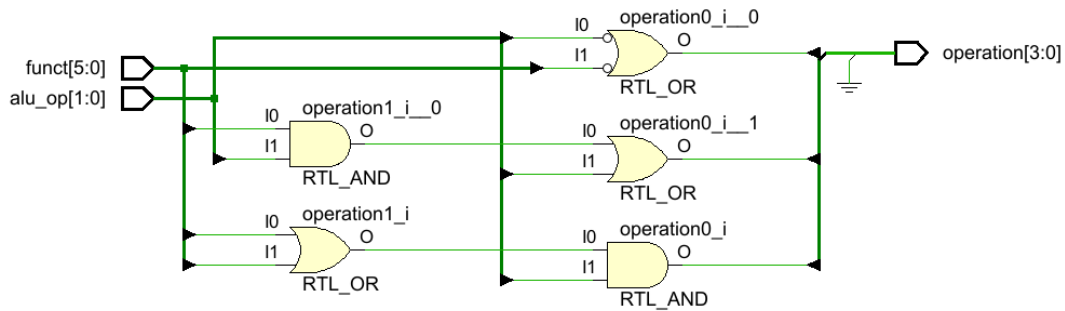 operation0_i__0
I0
O
I1
RTL_OR
funct[5:0]
alu_op[1:0]
operation[3:0]
operation1_i__0
I0
O
I1
RTL_AND
operation0_i__1
I0
O
I1
RTL_OR
operation1_i
I0
O
I1
RTL_OR
operation0_i
I0
O
I1
RTL_AND